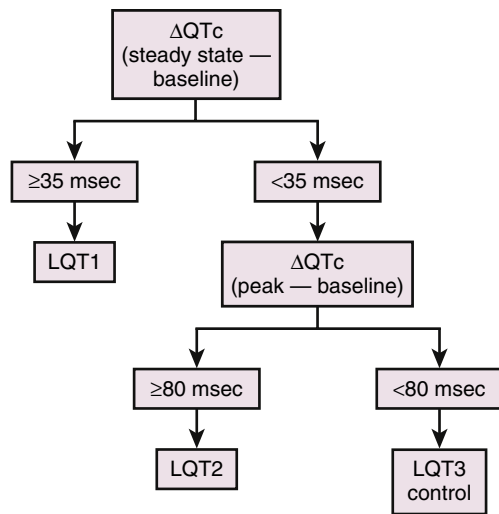 ΔQTc
(steady state —
baseline)
≥35 msec
<35 msec
LQT1
ΔQTc
(peak — baseline)
≥80 msec
<80 msec
LQT2
LQT3
control